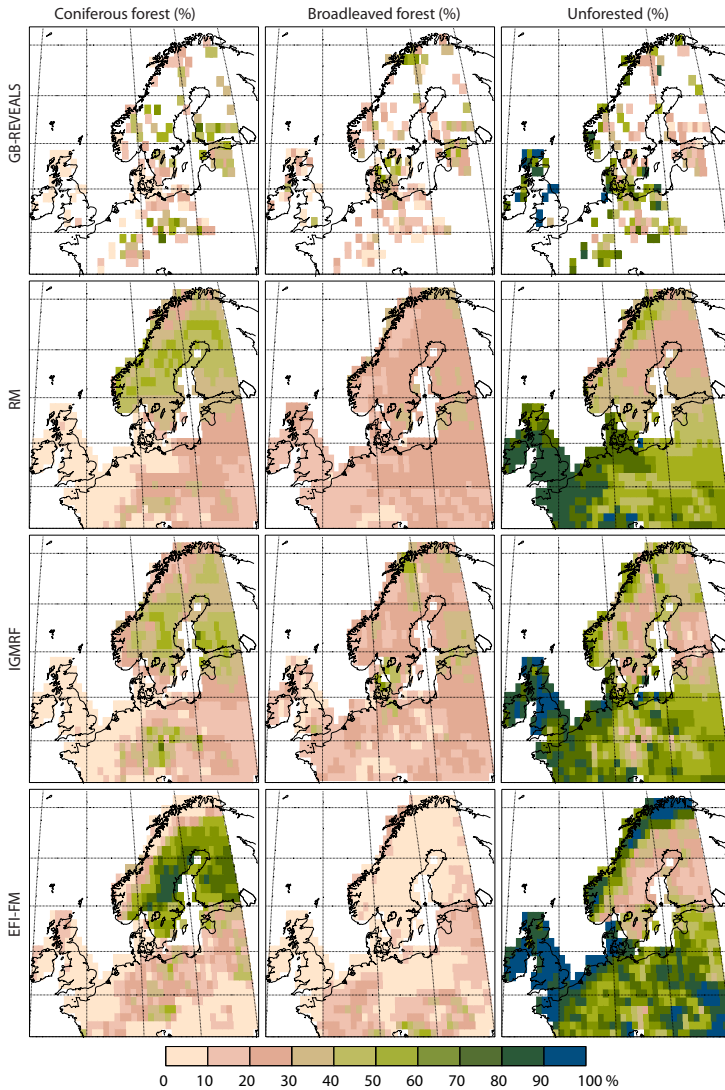 Coniferous forest (%) Broadleaved forest (%) Unforested (%)
GB-REVEALS
RM
IGMRF
EFI-FM
0 10 20 30 40 50 60 70 80 90 100 %